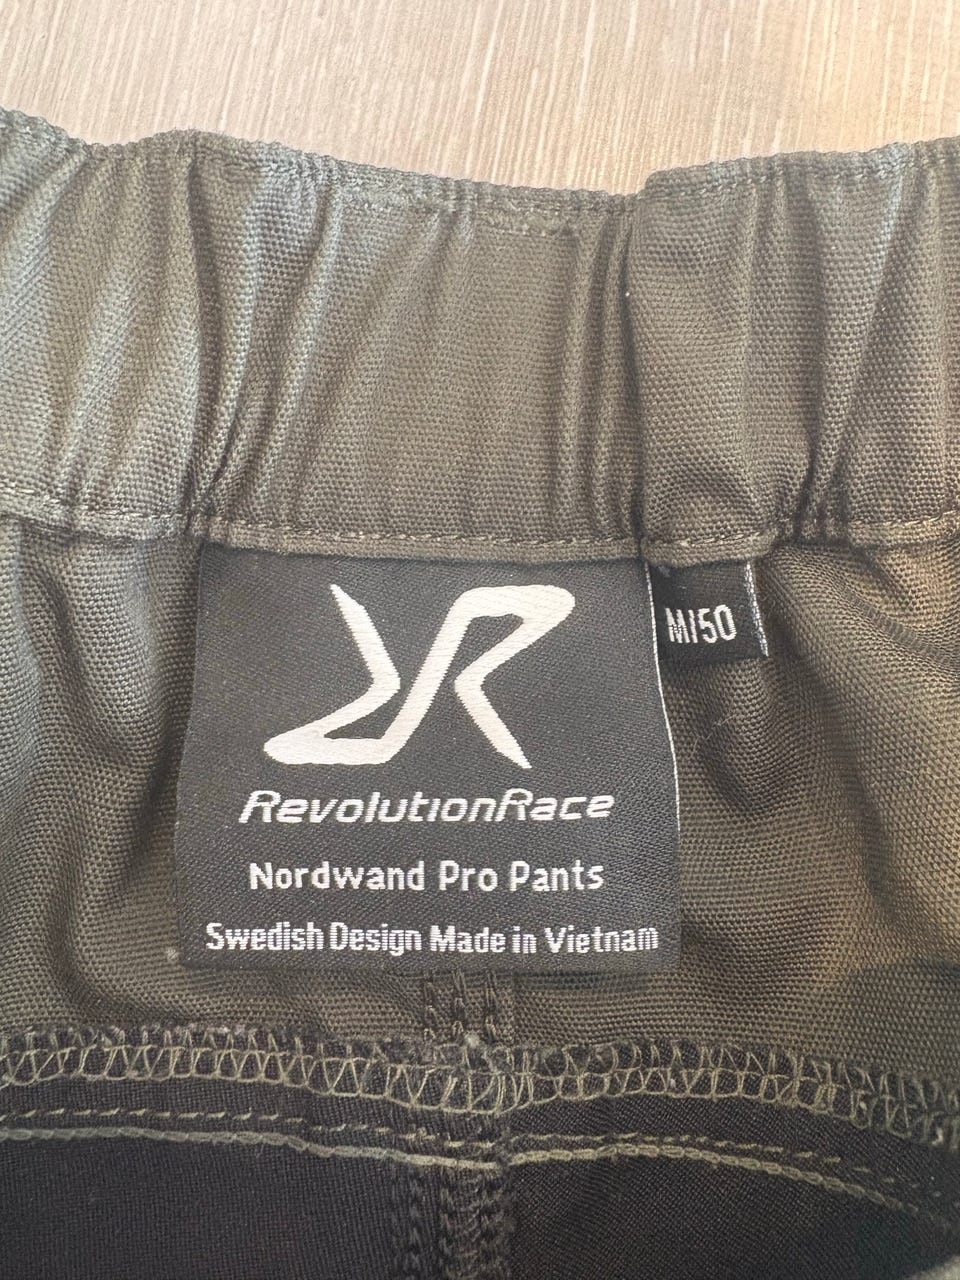 RevolutionRace
Nordwand Pro Pants
Swedish Design Made in Vietnam
M/50